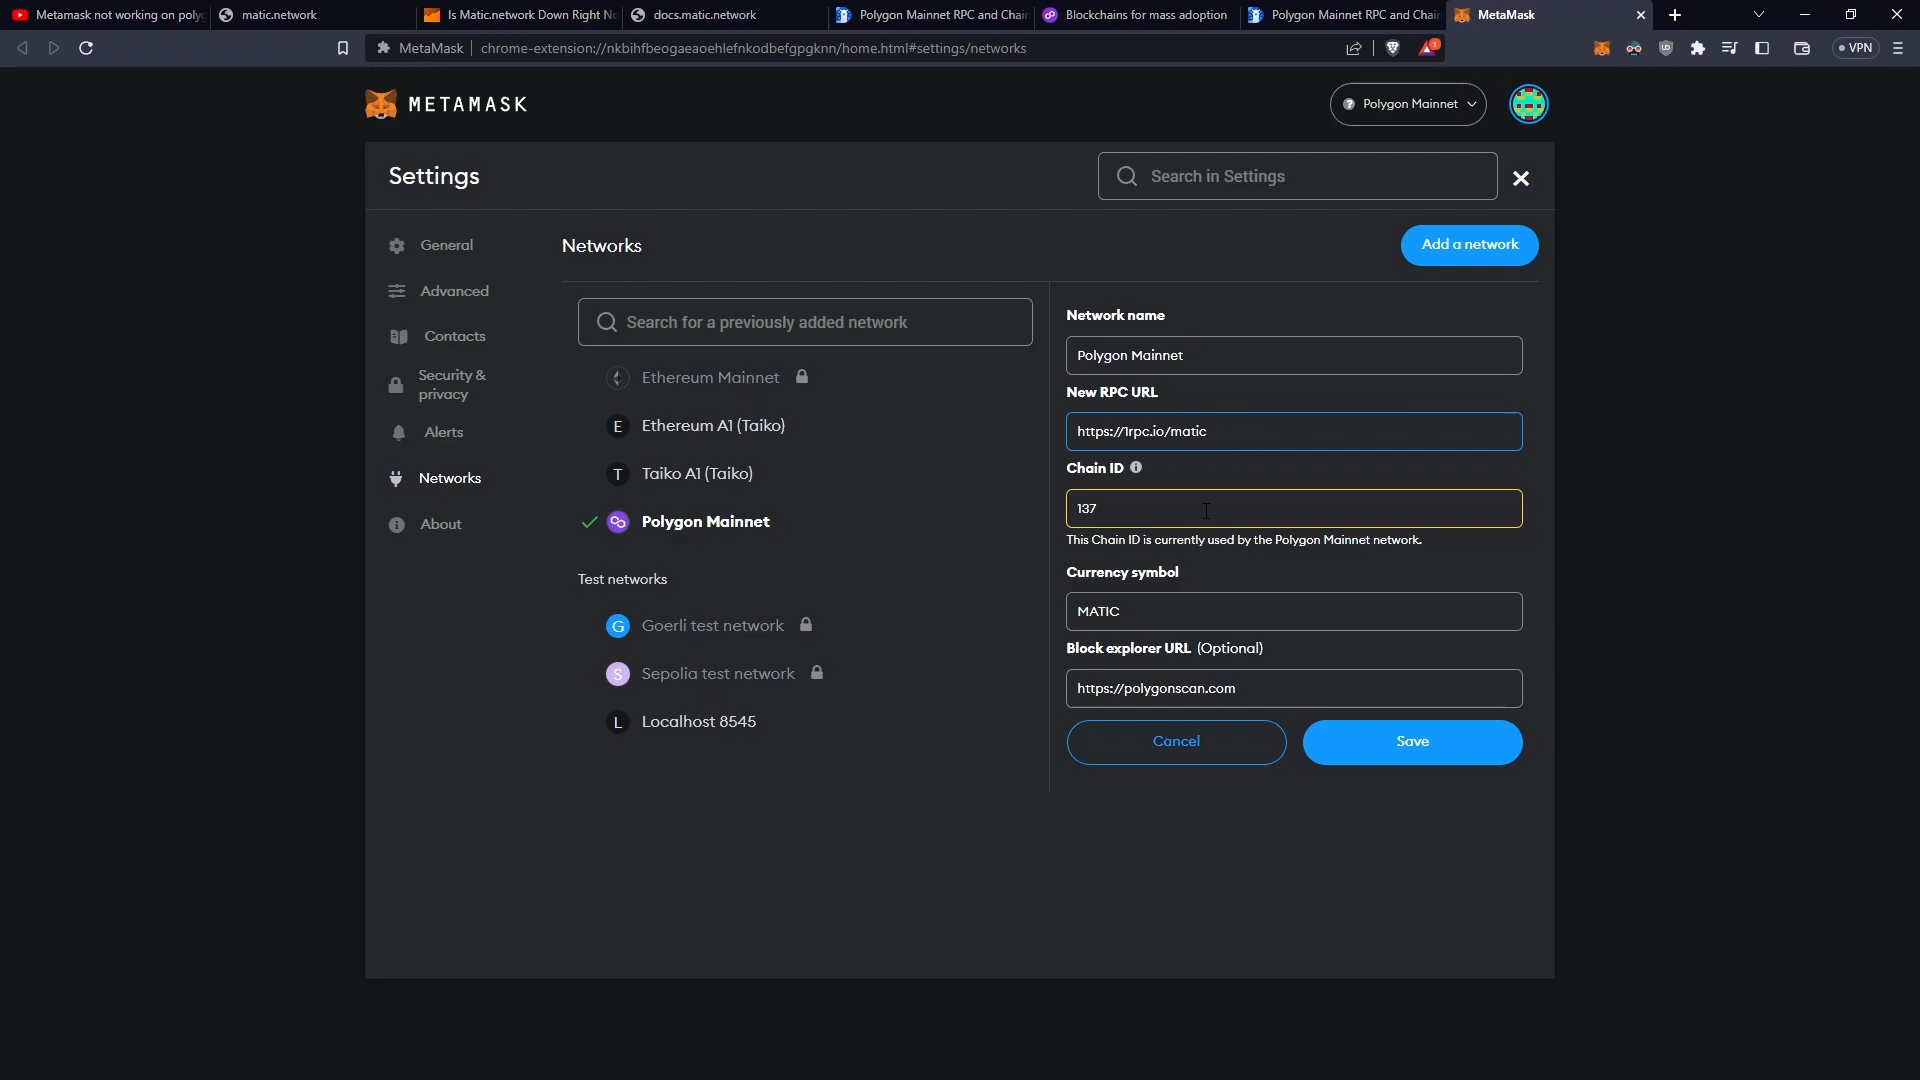 Metamask not working on poly
matic.network
Is Matic.network Down Right No
docs.matic.network
Polygon Mainnet RPC and Chain
Blockchains for mass adoption
Polygon Mainnet RPC and Chain
MetaMask
MetaMask
chrome-extension://nkbihfbeogaeaoehlefnkodbefgpgknn/home.html#settings/networks
1
VPN
METAMASK
Polygon Mainnet
Settings
Search in Settings
General
Networks
Add a network
Advanced
Contacts
Security &
privacy
Alerts
Networks
About
Search for a previously added network
Ethereum Mainnet
E
Ethereum A1 (Taiko)
T
Taiko A1 (Taiko)
Polygon Mainnet
Test networks
G
Goerli test network
S
Sepolia test network
L
Localhost 8545
Network name
Polygon Mainnet
New RPC URL
https://1rpc.io/matic
Chain ID
137
This Chain ID is currently used by the Polygon Mainnet network.
Currency symbol
MATIC
Block explorer URL (Optional)
https://polygonscan.com
Cancel
Save